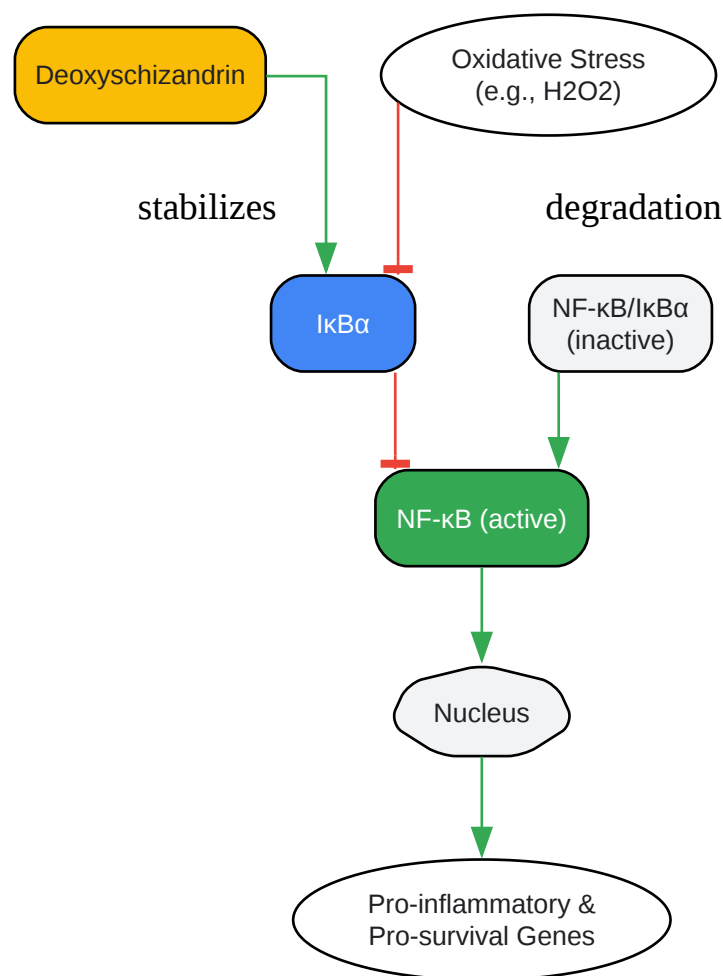 Deoxyschizandrin
Oxidative Stress
(e.g., H2O2)
stabilizes
degradation
IκBα
NF-κB/IκBα
(inactive)
NF-κB (active)
Nucleus
Pro-inflammatory &
Pro-survival Genes